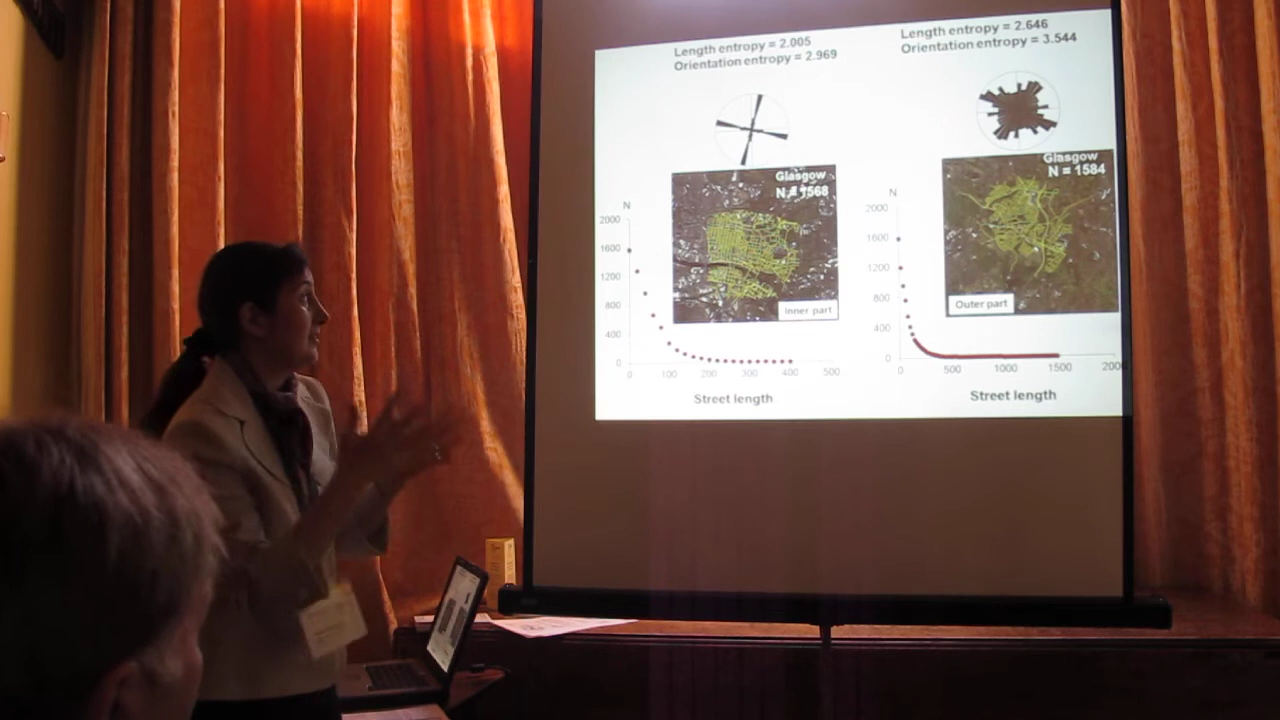 Length entropy = 2.005
Orientation entropy = 2.969
Glasgow
N = 1568
Inner part
N
2000
1600
1200
800
400
0
0 100 200 300 400 500
Street length
Length entropy = 2.646
Orientation entropy = 3.544
Glasgow
N = 1584
Outer part
N
2000
1600
1200
800
400
0
0 500 1000 1500 2000
Street length